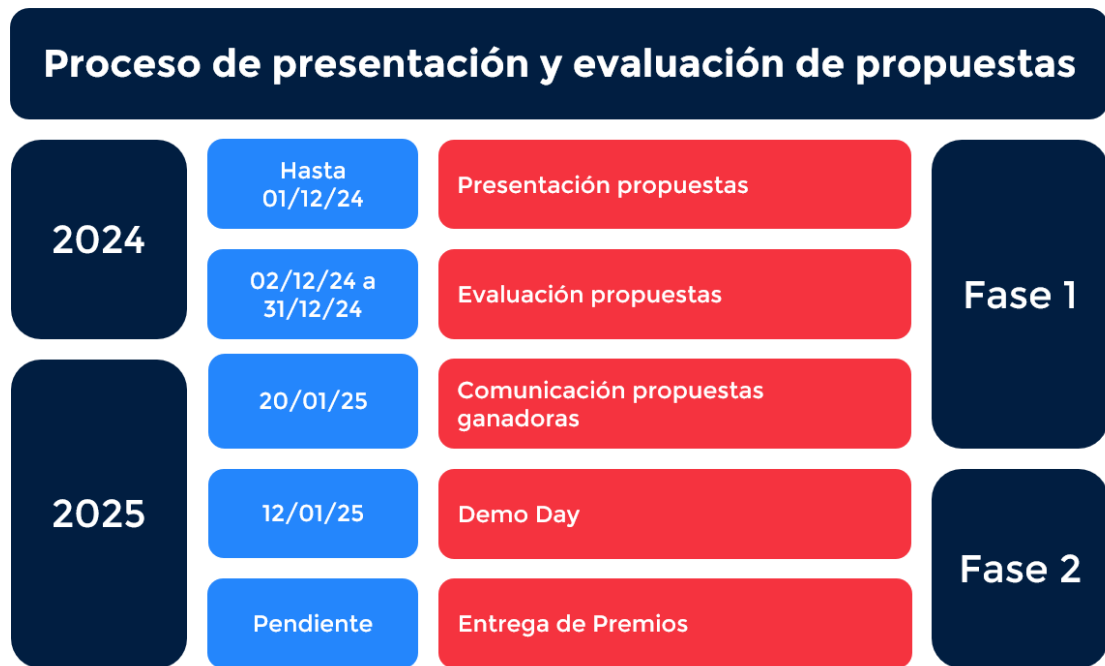 Proceso de presentación y evaluación de propuestas
2024
Hasta
01/12/24
Presentación propuestas
02/12/24 a
31/12/24
Evaluación propuestas
Fase 1
2025
20/01/25
Comunicación propuestas
ganadoras
12/01/25
Demo Day
Pendiente
Entrega de Premios
Fase 2